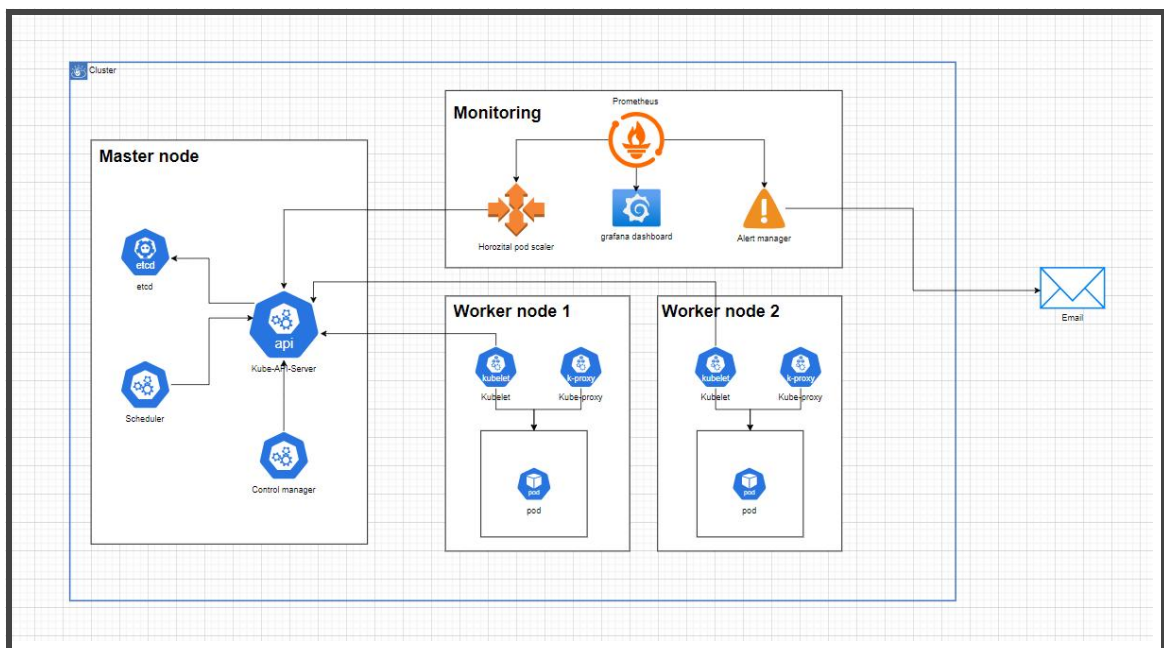 Cluster
Master node
etcd
etcd
api
Kube-API-Server
Scheduler
Control manager
Monitoring
Prometheus
Horozital pod scaler
grafana dashboard
Alert manager
Worker node 1
kubelet
Kubelet
k-proxy
Kube-proxy
pod
pod
Worker node 2
kubelet
Kubelet
k-proxy
Kube-proxy
pod
pod
Email